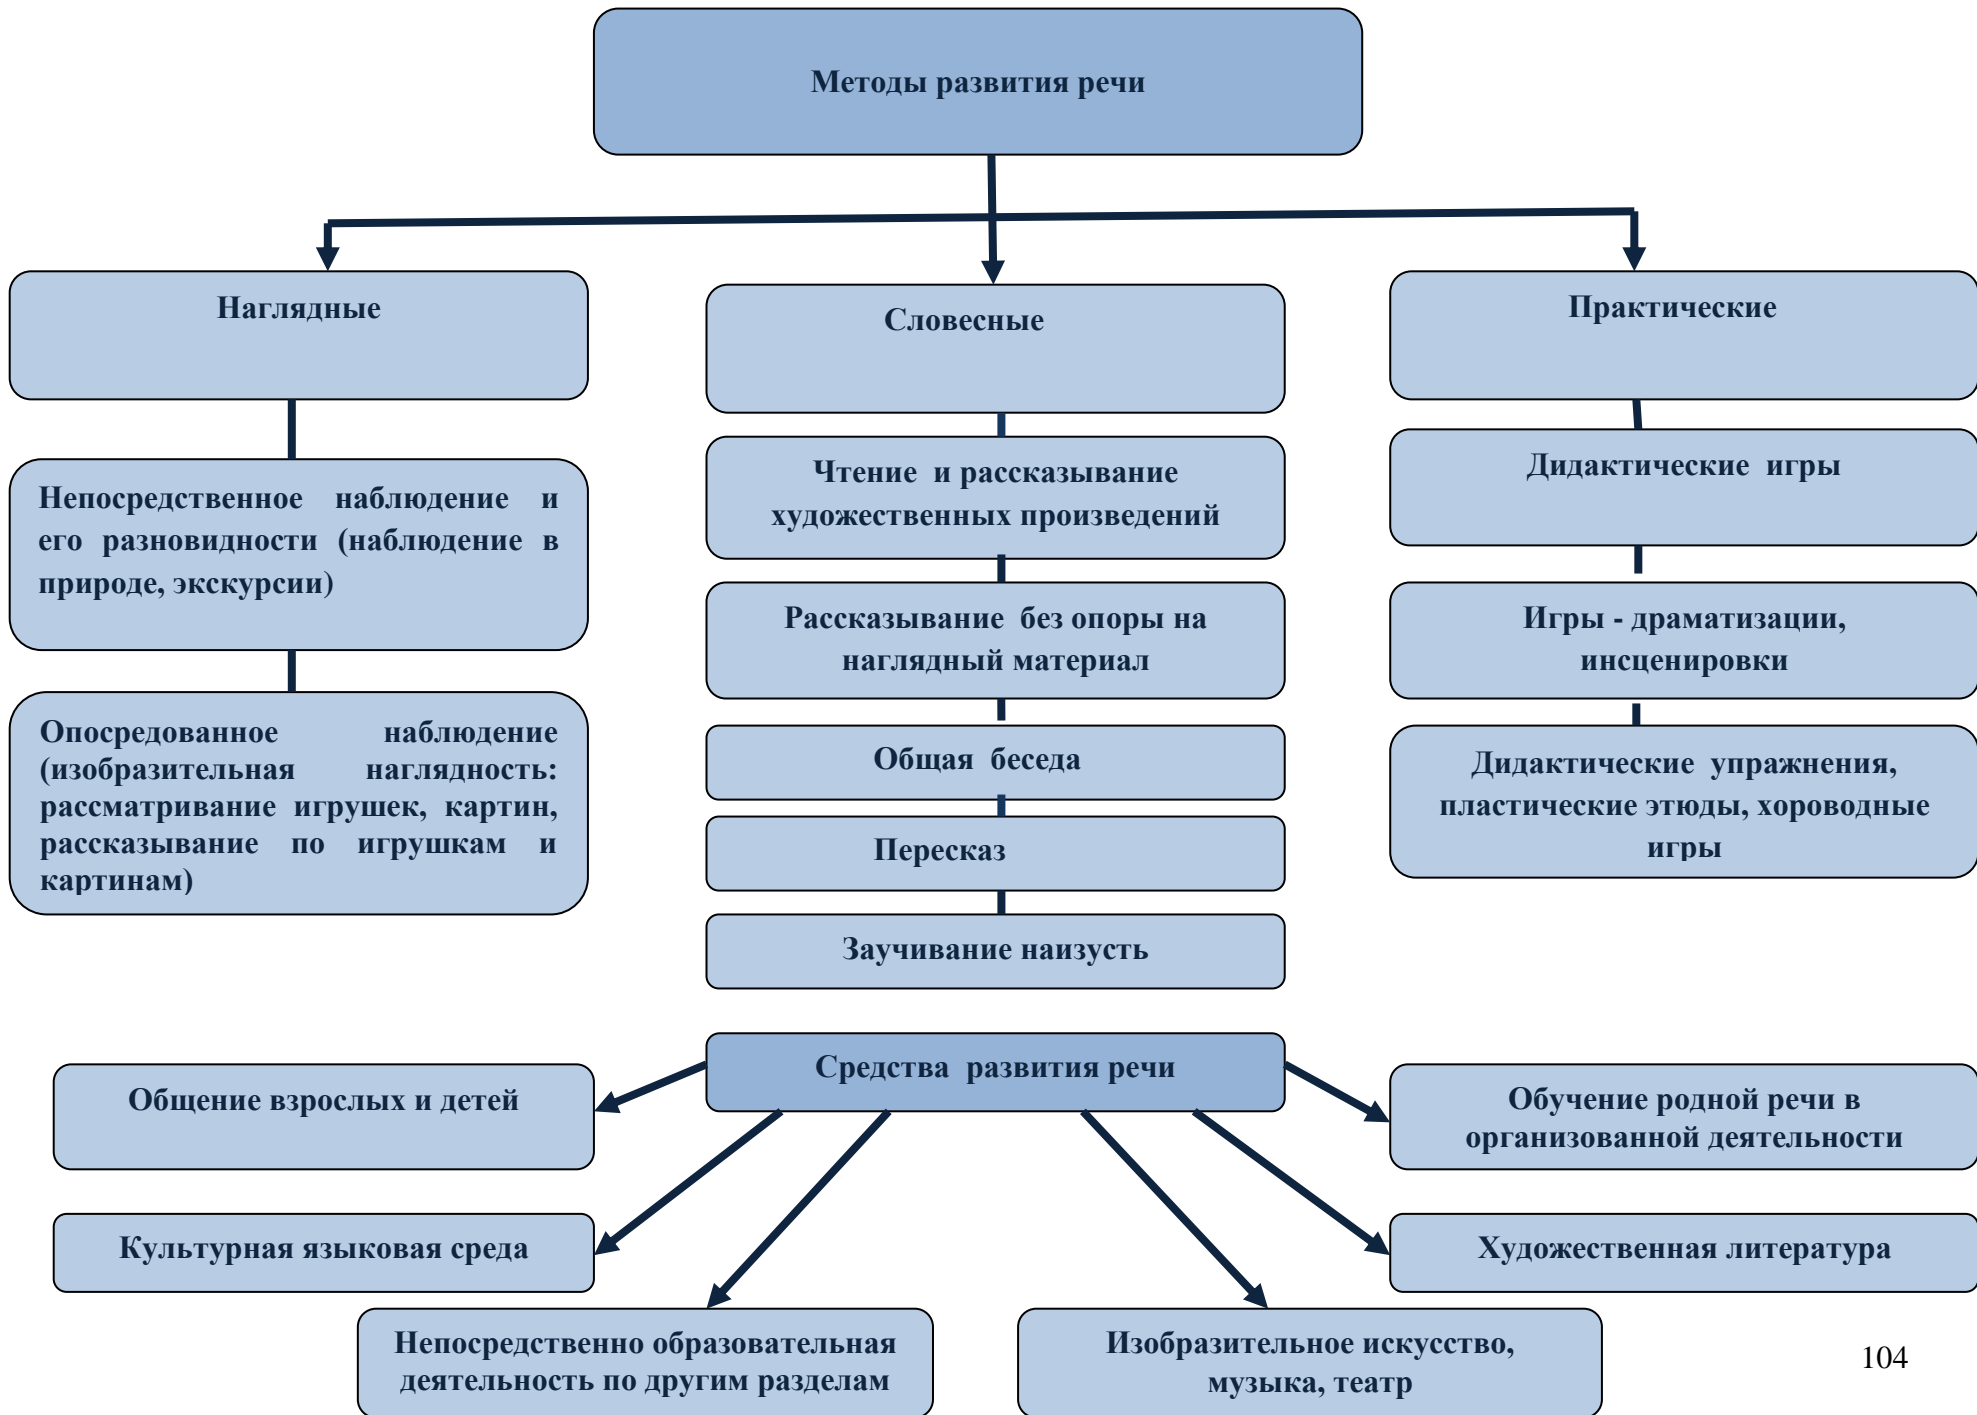 Методы развития речи
Наглядные
Словесные
Практические
Непосредственное наблюдение и
его разновидности (наблюдение в
природе, экскурсии)
Опосредованное наблюдение
(изобразительная наглядность:
рассматривание игрушек, картин,
рассказывание по игрушкам и
картинам)
Чтение и рассказывание
художественных произведений
Рассказывание без опоры на
наглядный материал
Общая беседа
Пересказ
Заучивание наизусть
Дидактические игры
Игры - драматизации,
инсценировки
Дидактические упражнения,
пластические этюды, хороводные
игры
Средства развития речи
Общение взрослых и детей
Обучение родной речи в
организованной деятельности
Культурная языковая среда
Художественная литература
Непосредственно образовательная
деятельность по другим разделам
Изобразительное искусство,
музыка, театр
104